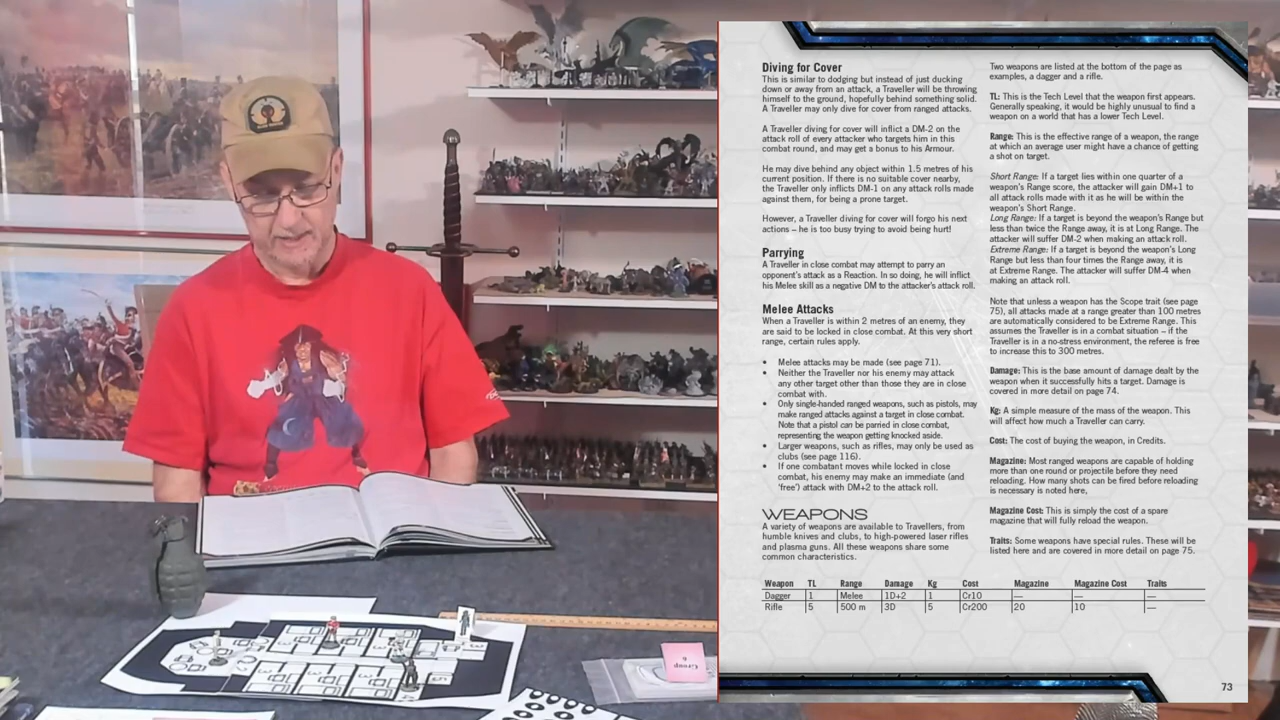 Diving for Cover
This is similar to dodging but instead of just ducking
down or away from an attack, a Traveller will be throwing
himself to the ground, hopefully behind something solid.
A Traveller may only dive for cover from ranged attacks.
A Traveller diving for cover will inflict a DM-2 on the
attack roll of every attacker who targets him in this
combat round, and may get a bonus to his Armour.
He may dive behind any object within 1.5 metres of his
current position. If there is no suitable cover nearby,
the Traveller only inflicts DM-1 on any attack rolls made
against them, for being a prone target.
However, a Traveller diving for cover will forgo his next
actions – he is too busy trying to avoid being hurt!
Parrying
A Traveller in close combat may attempt to parry an
opponent's attack as a Reaction. In so doing, he will inflict
his Melee skill as a negative DM to the attacker's attack roll.
Melee Attacks
When a Traveller is within 2 metres of an enemy, they
are said to be locked in close combat. At this very short
range, certain rules apply.
• Melee attacks may be made (see page 71).
• Neither the Traveller nor his enemy may attack
any other target other than those they are in close
combat with.
• Only single-handed ranged weapons, such as pistols, may
make ranged attacks against a target in close combat.
Note that a pistol can be parried in close combat,
representing the weapon getting knocked aside.
• Larger weapons, such as rifles, may only be used as
clubs (see page 116).
• If one combatant moves while locked in close
combat, his enemy may make an immediate (and
'free') attack with DM+2 to the attack roll.
WEAPONS
A variety of weapons are available to Travellers, from
humble knives and clubs, to high-powered laser rifles
and plasma guns. All these weapons share some
common characteristics.
Two weapons are listed at the bottom of the page as
examples, a dagger and a rifle.
TL: This is the Tech Level that the weapon first appears.
Generally speaking, it would be highly unusual to find a
weapon on a world that has a lower Tech Level.
Range: This is the effective range of a weapon, the range
at which an average user might have a chance of getting
a shot on target.
Short Range: If a target lies within one quarter of a
weapon's Range score, the attacker will gain DM+1 to
all attack rolls made with it as he will be within the
weapon's Short Range.
Long Range: If a target is beyond the weapon's Range but
less than twice the Range away, it is at Long Range. The
attacker will suffer DM-2 when making an attack roll.
Extreme Range: If a target is beyond the weapon's Long
Range but less than four times the Range away, it is
at Extreme Range. The attacker will suffer DM-4 when
making an attack roll.
Note that unless a weapon has the Scope trait (see page
75), all attacks made at a range greater than 100 metres
are automatically considered to be Extreme Range. This
assumes the Traveller is in a combat situation – if the
Traveller is in a no-stress environment, the referee is free
to increase this to 300 metres.
Damage: This is the base amount of damage dealt by the
weapon when it successfully hits a target. Damage is
covered in more detail on page 74.
Kg: A simple measure of the mass of the weapon. This
will affect how much a Traveller can carry.
Cost: The cost of buying the weapon, in Credits.
Magazine: Most ranged weapons are capable of holding
more than one round or projectile before they need
reloading. How many shots can be fired before reloading
is necessary is noted here,
Magazine Cost: This is simply the cost of a spare
magazine that will fully reload the weapon.
Traits: Some weapons have special rules. These will be
listed here and are covered in more detail on page 75.
Weapon TL Range Damage Kg Cost Magazine Magazine Cost Traits
Dagger 1 Melee 1D+2 1 Cr10 — — —
Rifle 5 500 m 3D 5 Cr200 20 10 —
73
Group
6